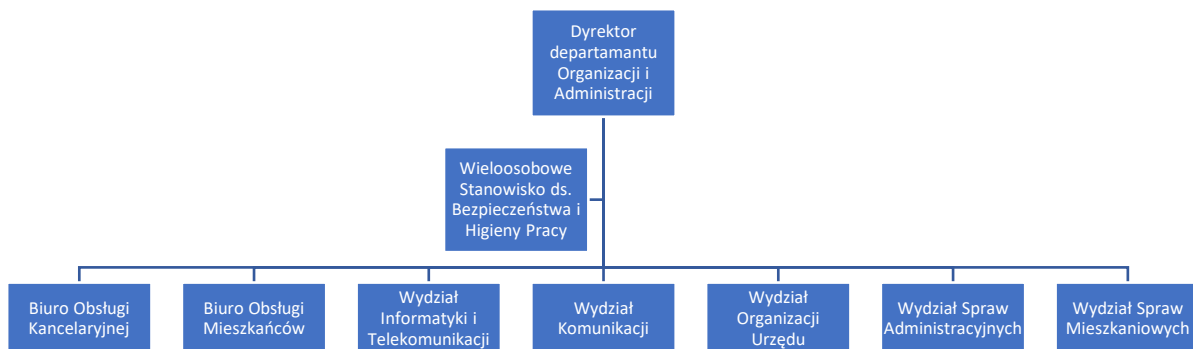 Dyrektor
departamantu
Organizacji i
Administracji
Wieloosobowe
Stanowisko ds.
Bezpieczeństwa i
Higieny Pracy
Biuro Obsługi
Kancelaryjnej
Biuro Obsługi
Mieszkańców
Wydział
Informatyki i
Telekomunikacji
Wydział
Komunikacji
Wydział
Organizacji
Urzędu
Wydział Spraw
Administracyjnych
Wydział Spraw
Mieszkaniowych